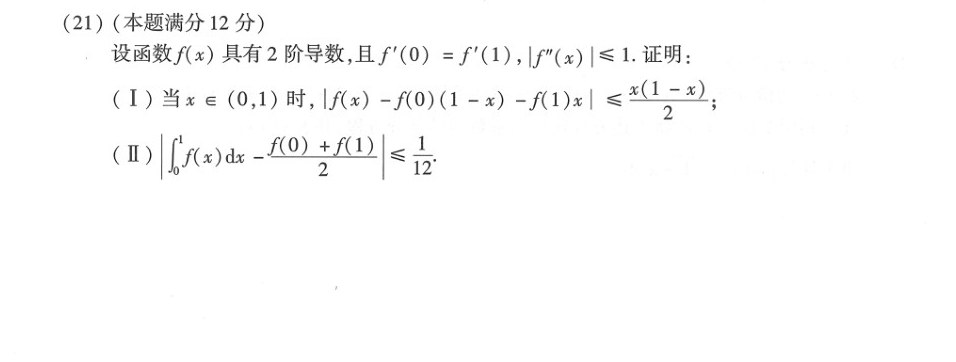 (21) (本题满分 12 分)
设函数 f(x) 具有 2 阶导数,且 f′(0) = f′(1), |f″(x)| ≤ 1. 证明:
(Ⅰ) 当 x ∈ (0,1) 时, |f(x) − f(0)(1 − x) − f(1)x| ≤ x(1 − x)/2;
(Ⅱ) |∫₀¹ f(x)dx − (f(0) + f(1))/2| ≤ 1/12.